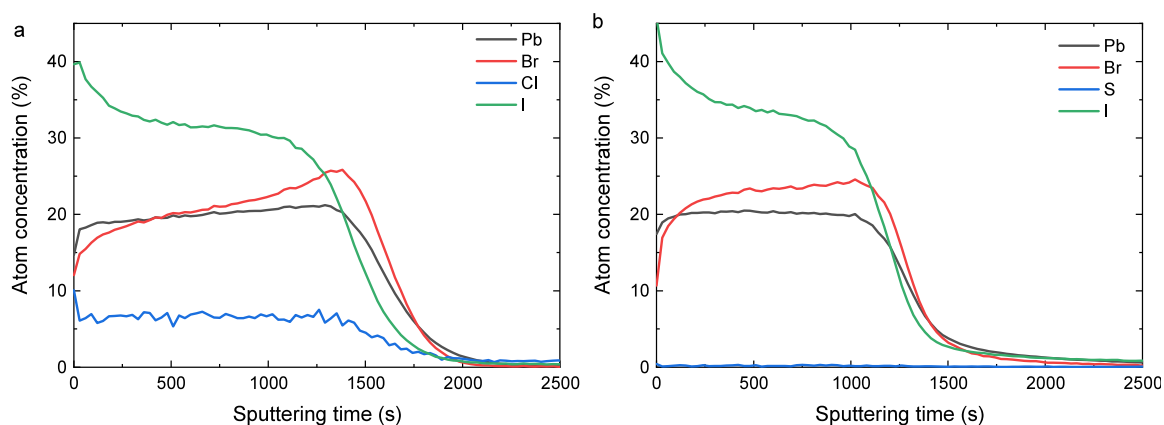 a
Pb
Br
Cl
I
Atom concentration (%)
40
30
20
10
0
0 500 1000 1500 2000 2500
Sputtering time (s)
b
Pb
Br
S
I
Atom concentration (%)
40
30
20
10
0
0 500 1000 1500 2000 2500
Sputtering time (s)